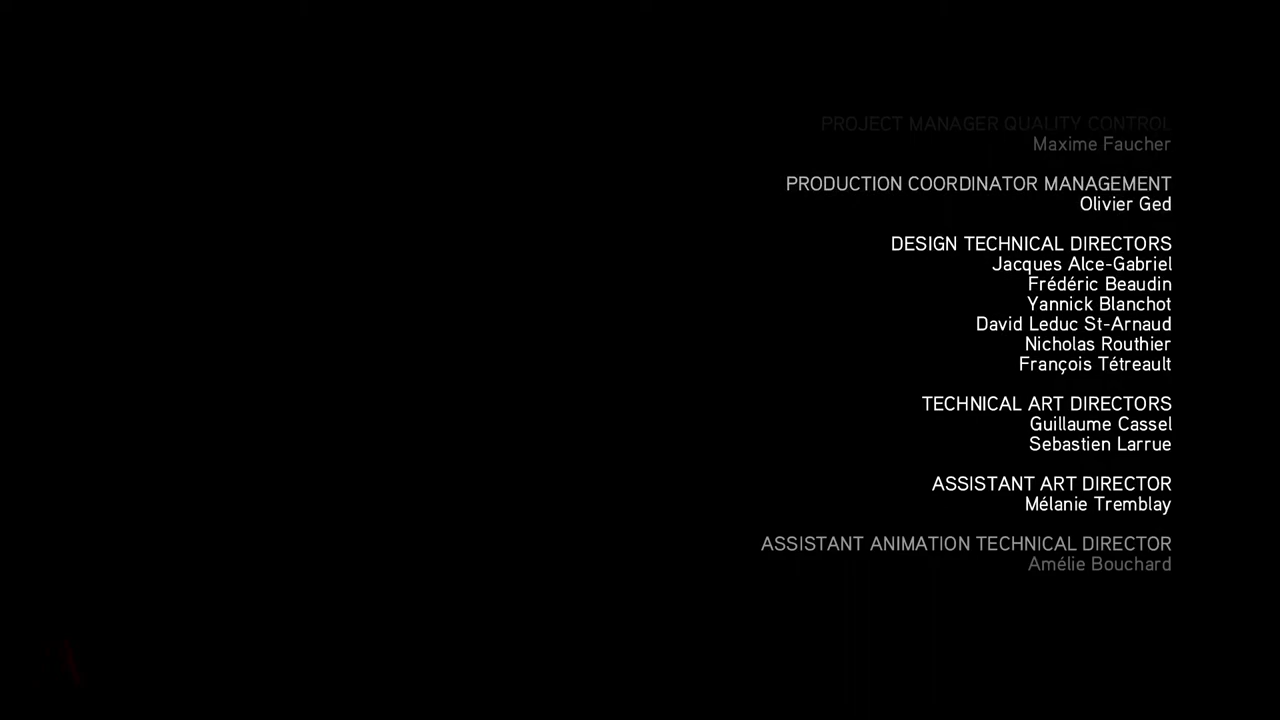 PROJECT MANAGER QUALITY CONTROL
Maxime Faucher
PRODUCTION COORDINATOR MANAGEMENT
Olivier Ged
DESIGN TECHNICAL DIRECTORS
Jacques Alce-Gabriel
Frédéric Beaudin
Yannick Blanchot
David Leduc St-Arnaud
Nicholas Routhier
François Tétreault
TECHNICAL ART DIRECTORS
Guillaume Cassel
Sebastien Larrue
ASSISTANT ART DIRECTOR
Mélanie Tremblay
ASSISTANT ANIMATION TECHNICAL DIRECTOR
Amélie Bouchard